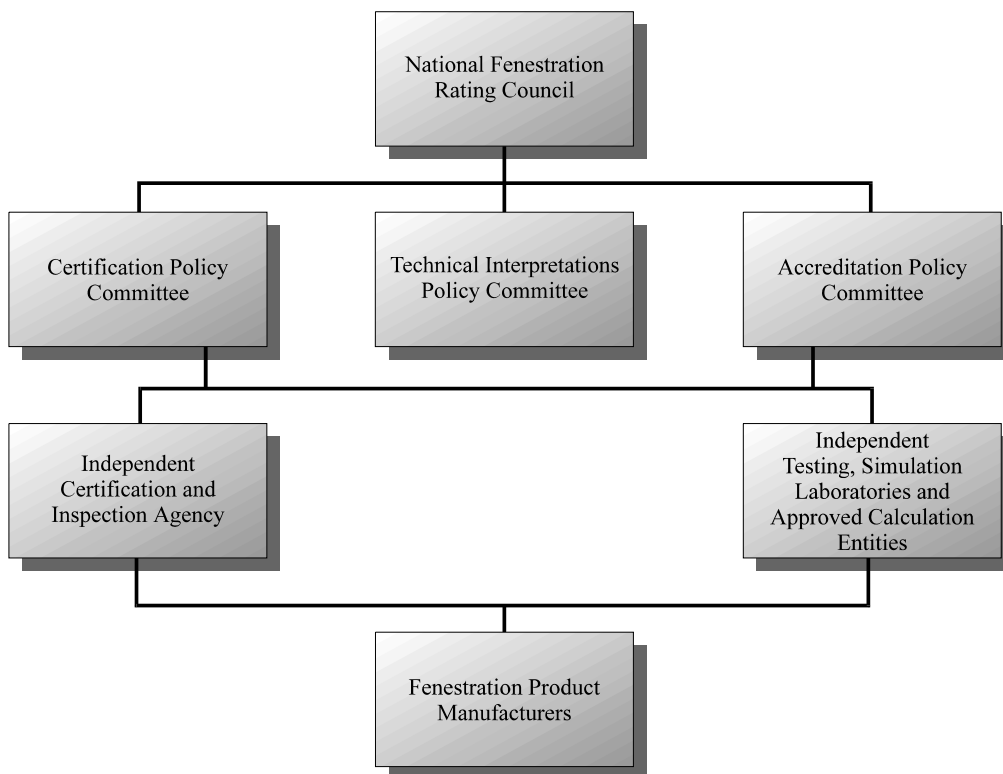 National Fenestration
Rating Council
Certification Policy
Committee
Technical Interpretations
Policy Committee
Accreditation Policy
Committee
Independent
Certification and
Inspection Agency
Independent
Testing, Simulation
Laboratories and
Approved Calculation
Entities
Fenestration Product
Manufacturers